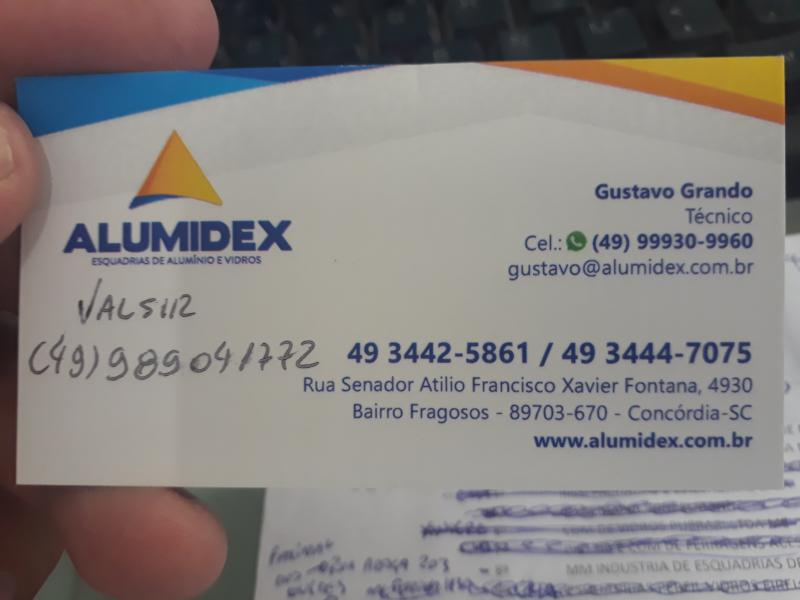 ALUMIDEX
ESQUADRIAS DE ALUMÍNIO E VIDROS
VALSIR
(49) 989041772
Gustavo Grando
Técnico
Cel.: (49) 99930-9960
gustavo@alumidex.com.br
49 3442-5861 / 49 3444-7075
Rua Senador Atilio Francisco Xavier Fontana, 4930
Bairro Fragosos - 89703-670 - Concórdia-SC
www.alumidex.com.br
MM INDUSTRIA DE ESQUADRIAS DE